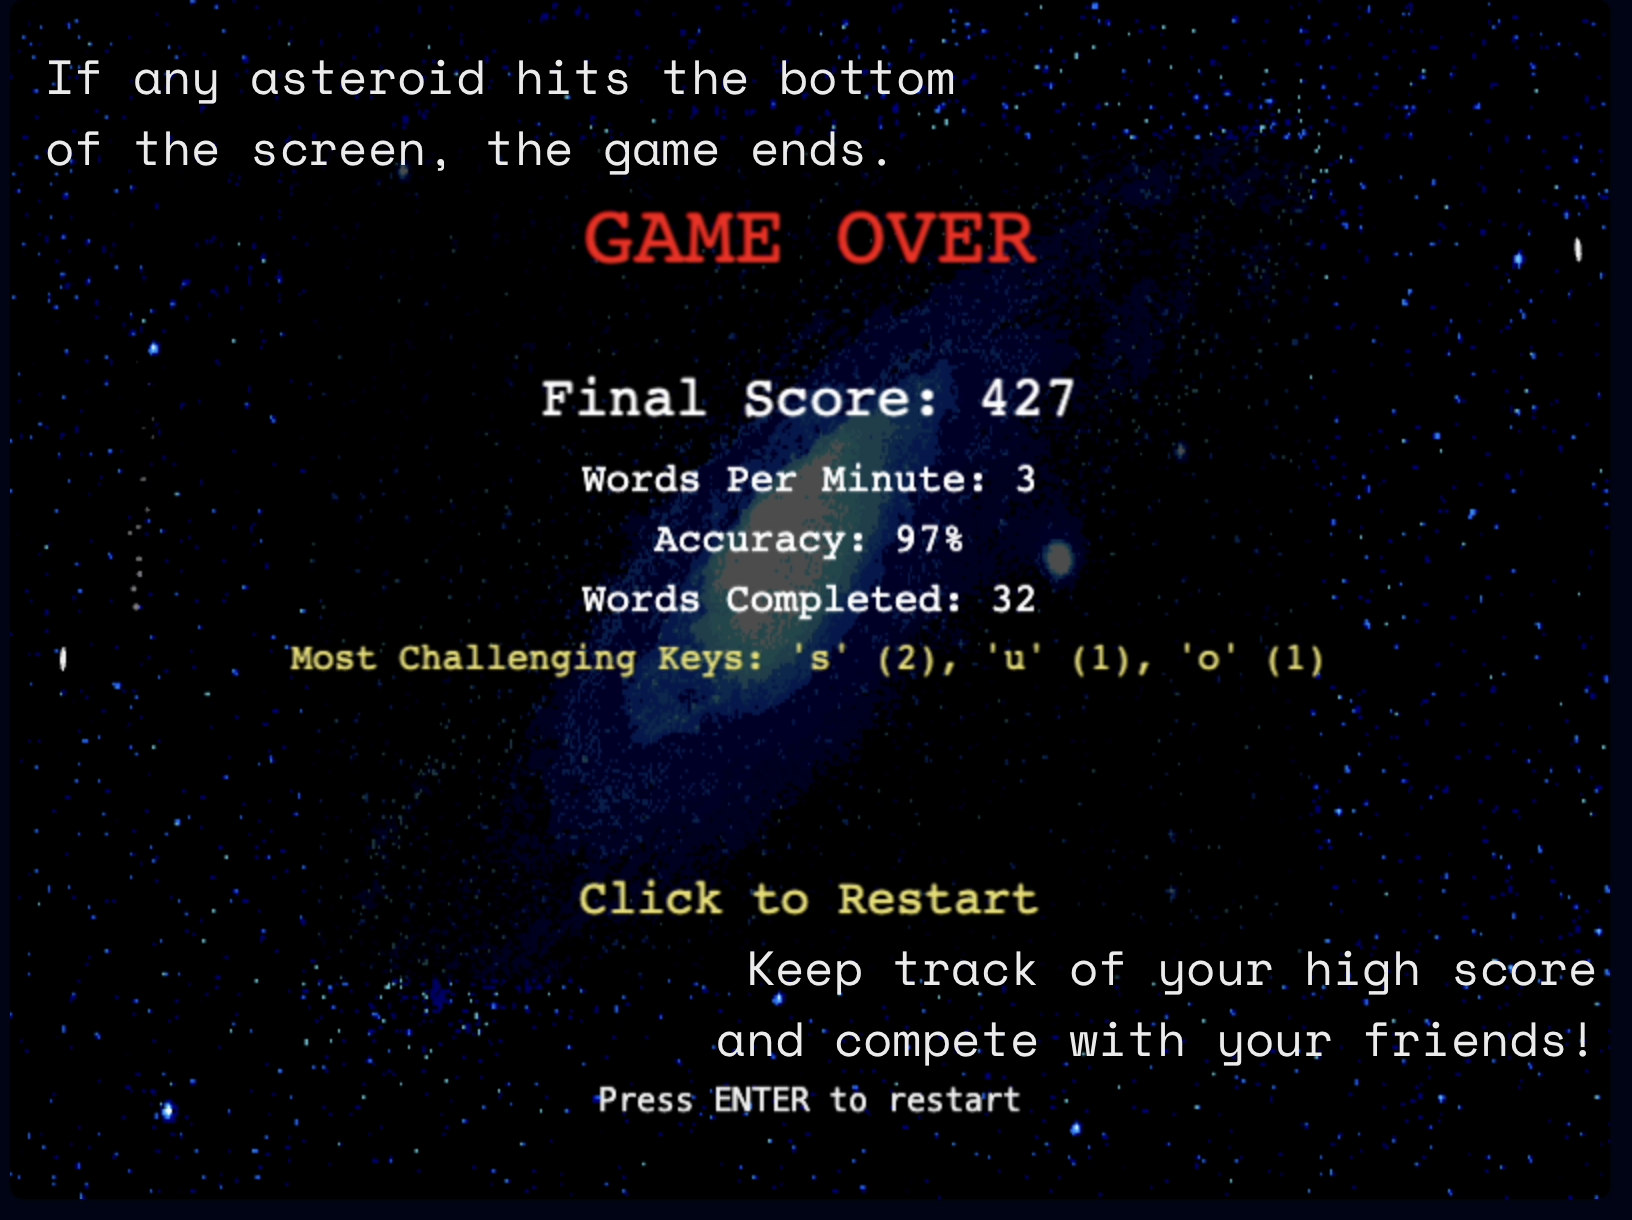 If any asteroid hits the bottom
of the screen, the game ends.
GAME OVER
Final Score: 427
Words Per Minute: 3
Accuracy: 97%
Words Completed: 32
Most Challenging Keys: 's' (2), 'u' (1), 'o' (1)
Click to Restart
Keep track of your high score
and compete with your friends!
Press ENTER to restart